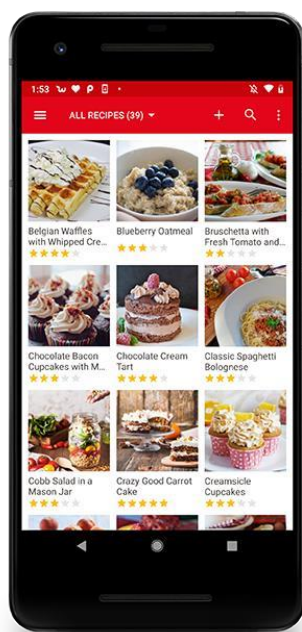 1:53
ALL RECIPES (39)
Belgian Waffles
with Whipped Cre...
Blueberry Oatmeal
Bruschetta with
Fresh Tomato and...
Chocolate Bacon
Cupcakes with M...
Chocolate Cream
Tart
Classic Spaghetti
Bolognese
Cobb Salad in a
Mason Jar
Crazy Good Carrot
Cake
Creamsicle
Cupcakes